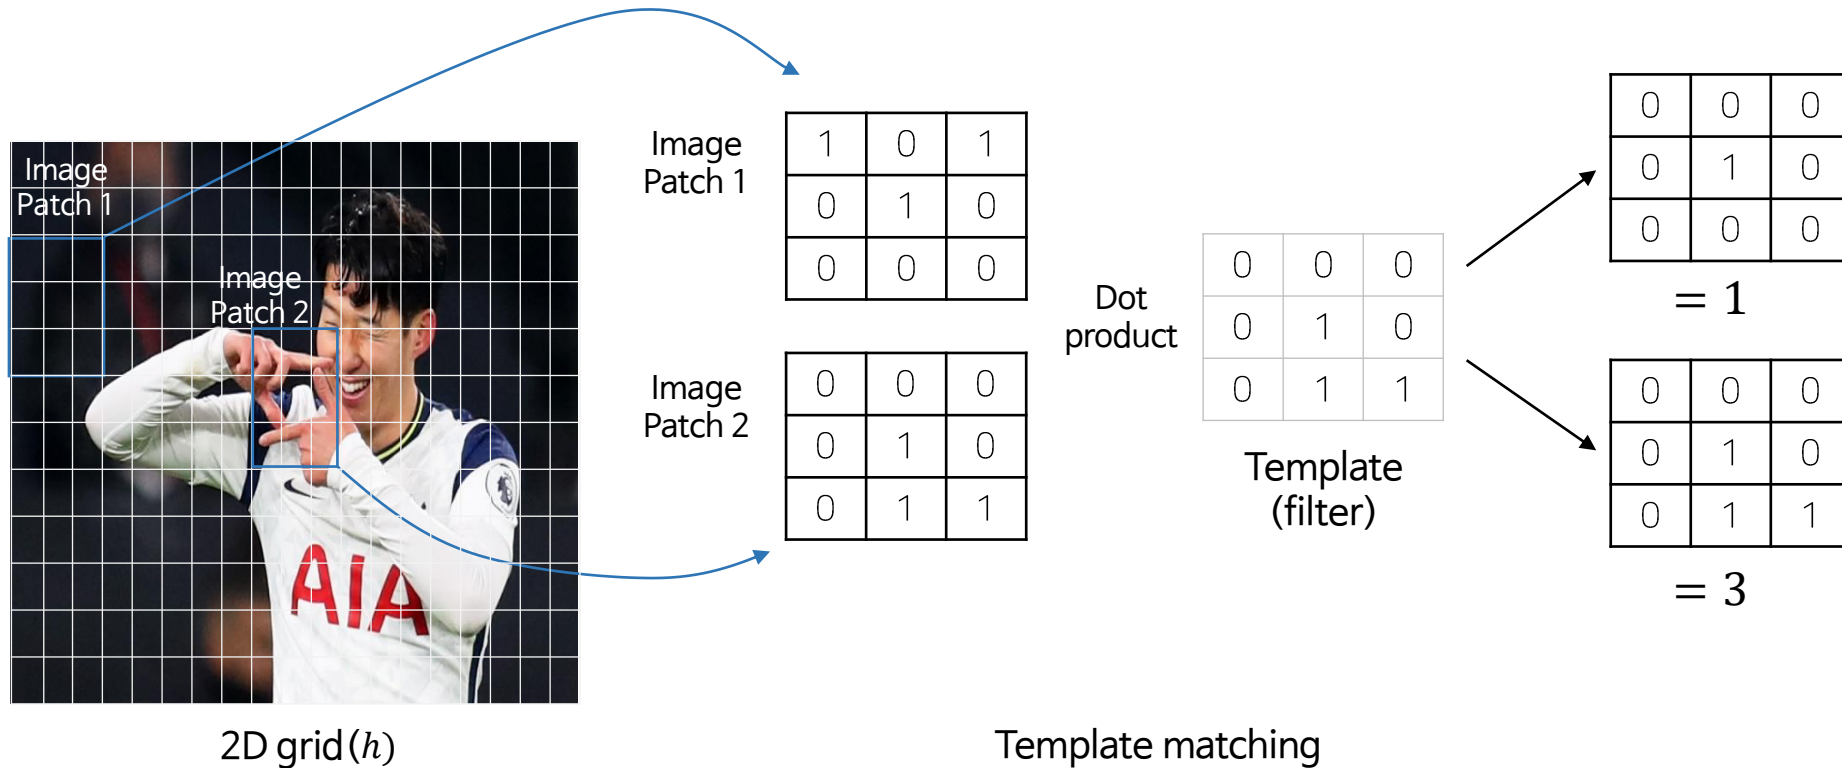 Image
Patch 1
Image
Patch 2
AIA
2D grid(h)
Image
Patch 1
1 0 1
0 1 0
0 0 0
Image
Patch 2
0 0 0
0 1 0
0 1 1
Dot
product
0 0 0
0 1 0
0 1 1
Template
(filter)
0 0 0
0 1 0
0 0 0
= 1
0 0 0
0 1 0
0 1 1
= 3
Template matching